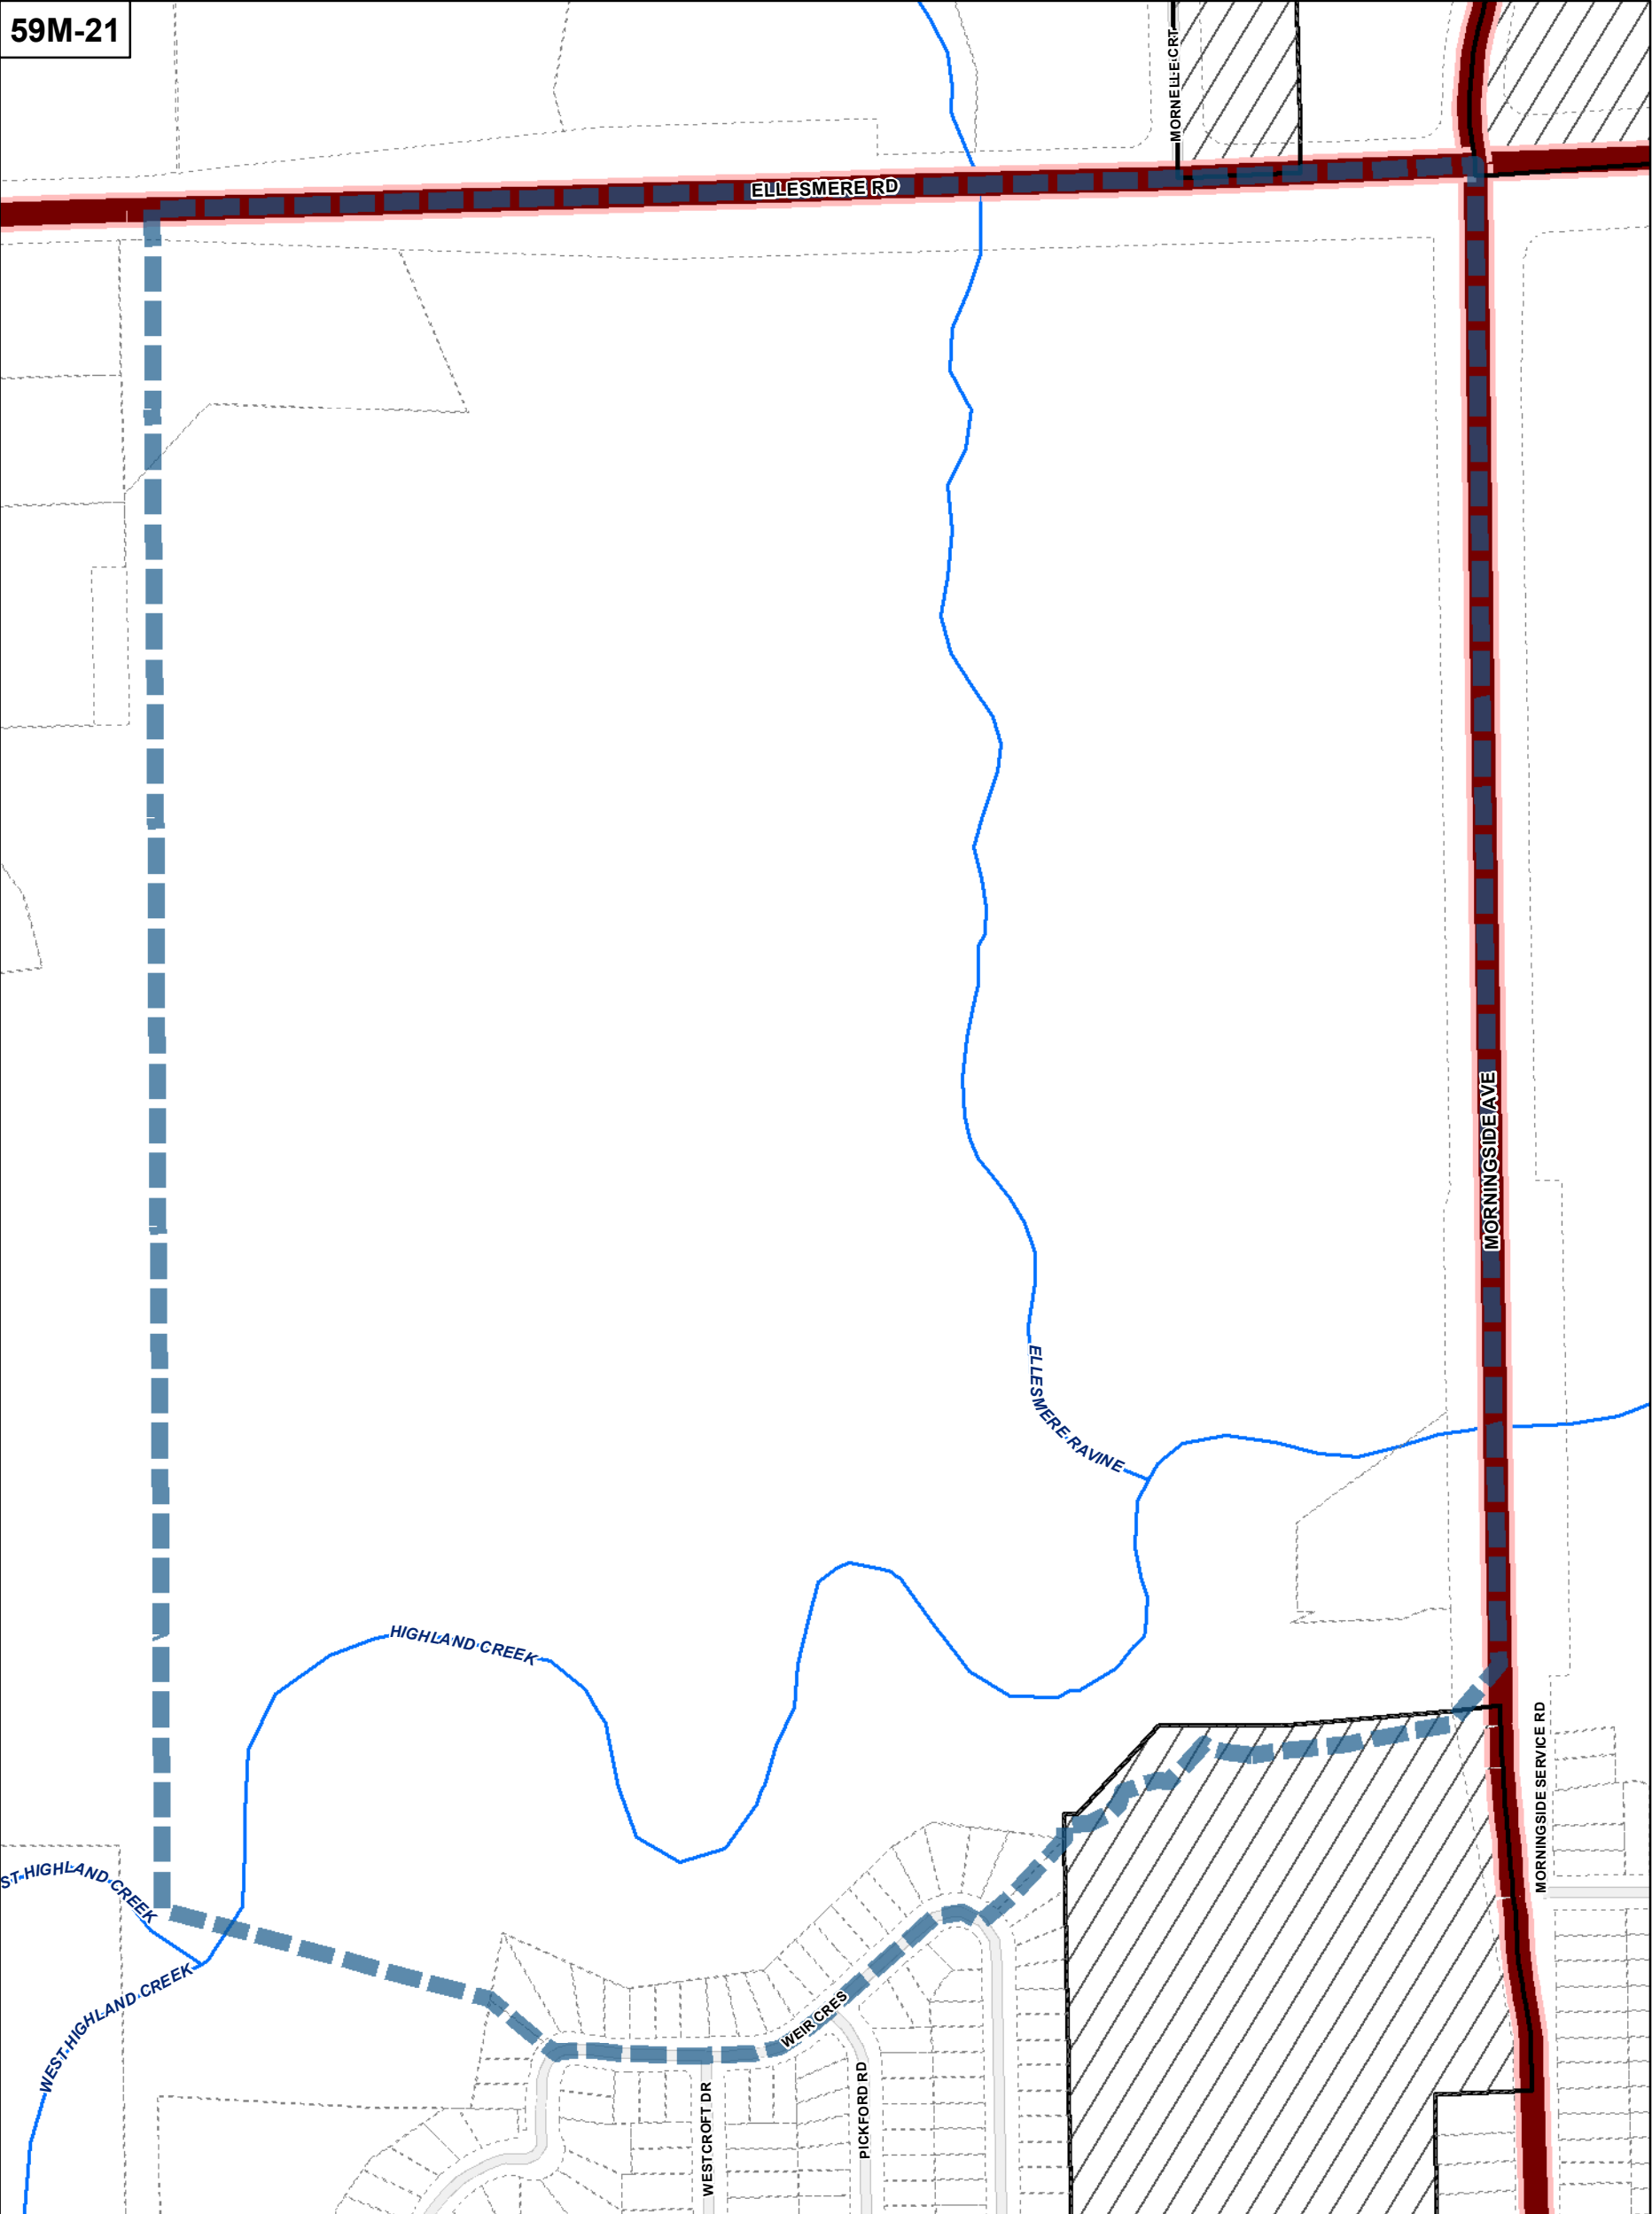 59M-21
MORNELLE CRT
ELLESMERE RD
MORNINGSIDE AVE
ELLESMERE RAVINE
HIGHLAND CREEK
MORNINGSIDE SERVICE RD
ST HIGHLAND CREEK
WEST HIGHLAND CREEK
WEIR CRES
WESTCROFT DR
PICKFORD RD